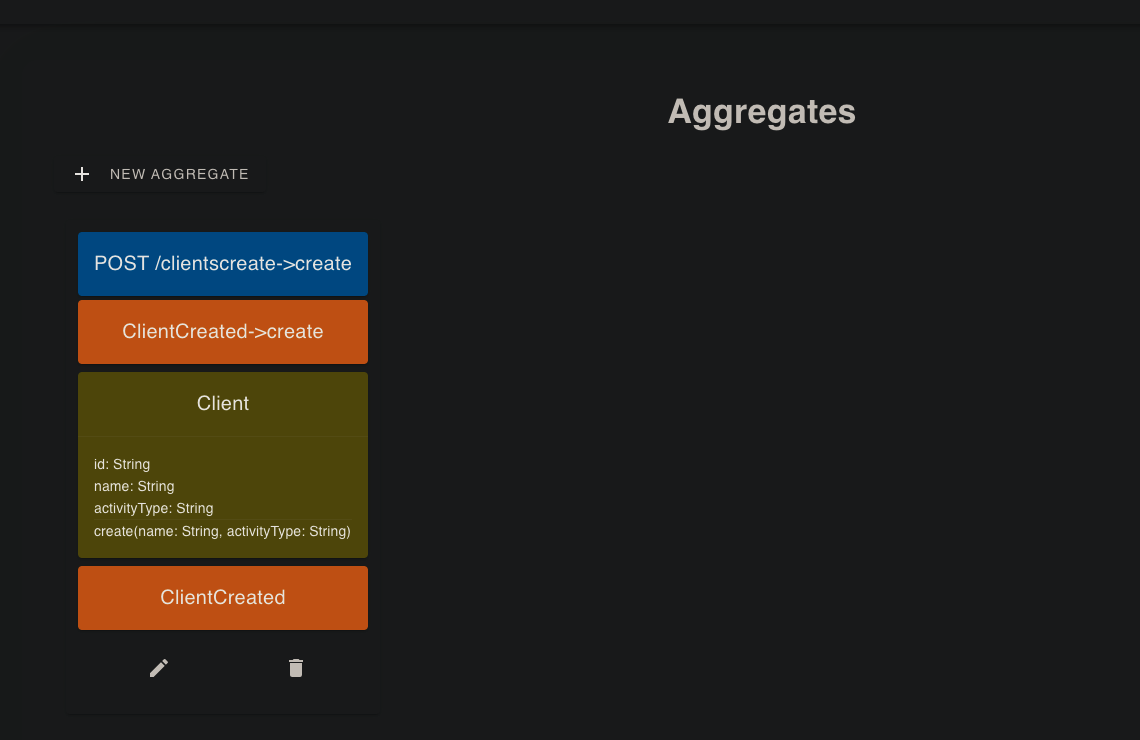 Aggregates
NEW AGGREGATE
POST /clientscreate->create
ClientCreated->create
Client
id: String
name: String
activityType: String
create(name: String, activityType: String)
ClientCreated